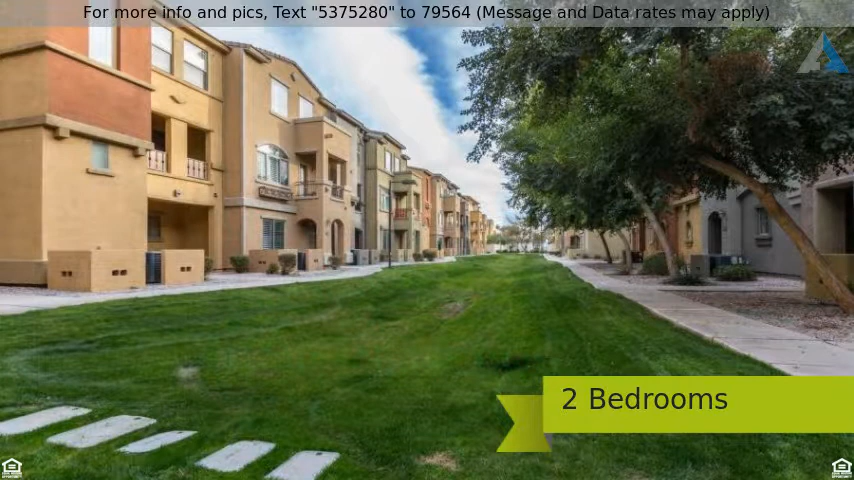 For more info and pics, Text "5375280" to 79564 (Message and Data rates may apply)
2 Bedrooms